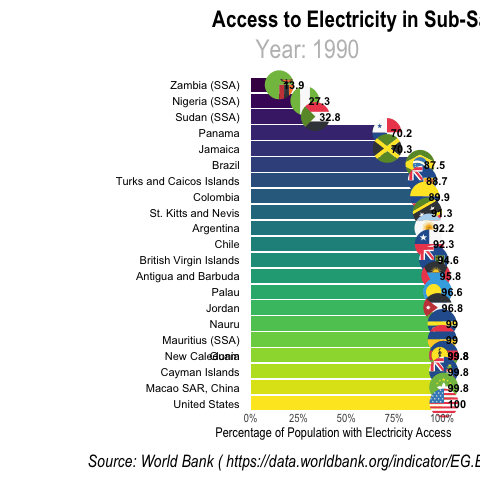 Access to Electricity in Sub-Sa
Year: 1990
Zambia (SSA) 13.9
Nigeria (SSA) 27.3
Sudan (SSA) 32.8
Panama 70.2
Jamaica 70.3
Brazil 87.5
Turks and Caicos Islands 88.7
Colombia 89.9
St. Kitts and Nevis 91.3
Argentina 92.2
Chile 92.3
British Virgin Islands 94.6
Antigua and Barbuda 95.8
Palau 96.6
Jordan 96.8
Nauru 99
Mauritius (SSA) 99
New Caledonia Guam 99.8
Cayman Islands 99.8
Macao SAR, China 99.8
United States 100
0% 25% 50% 75% 100%
Percentage of Population with Electricity Access
Source: World Bank ( https://data.worldbank.org/indicator/EG.E